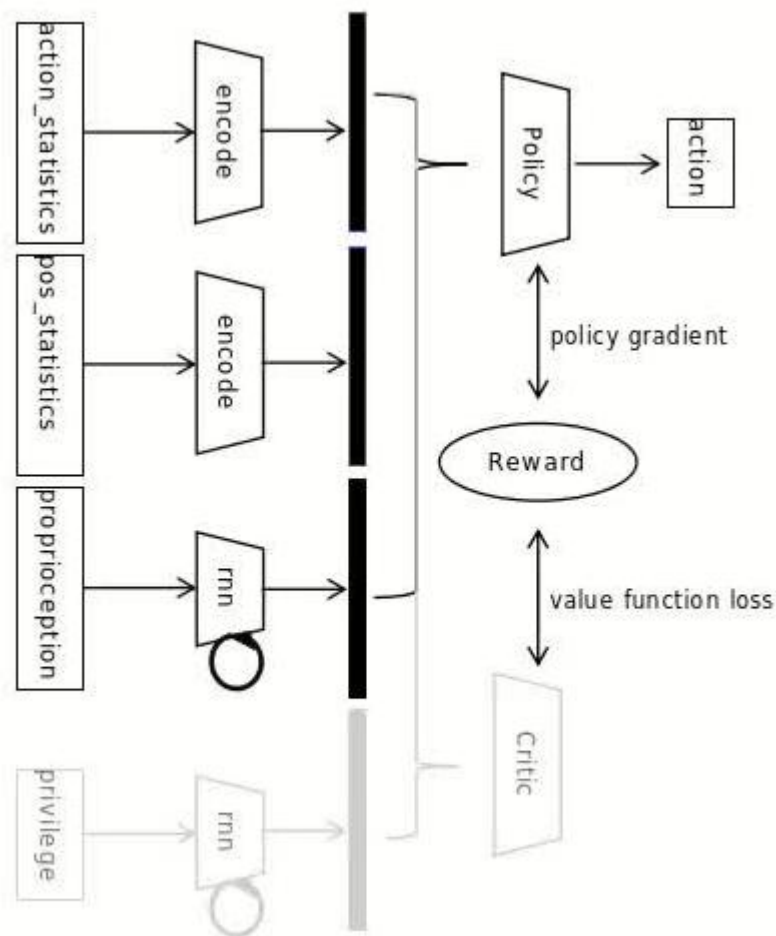 action_statistics
encode
Policy
action
pos_statistics
encode
policy gradient
Reward
proprioception
rnn
value function loss
privilege
rnn
Critic